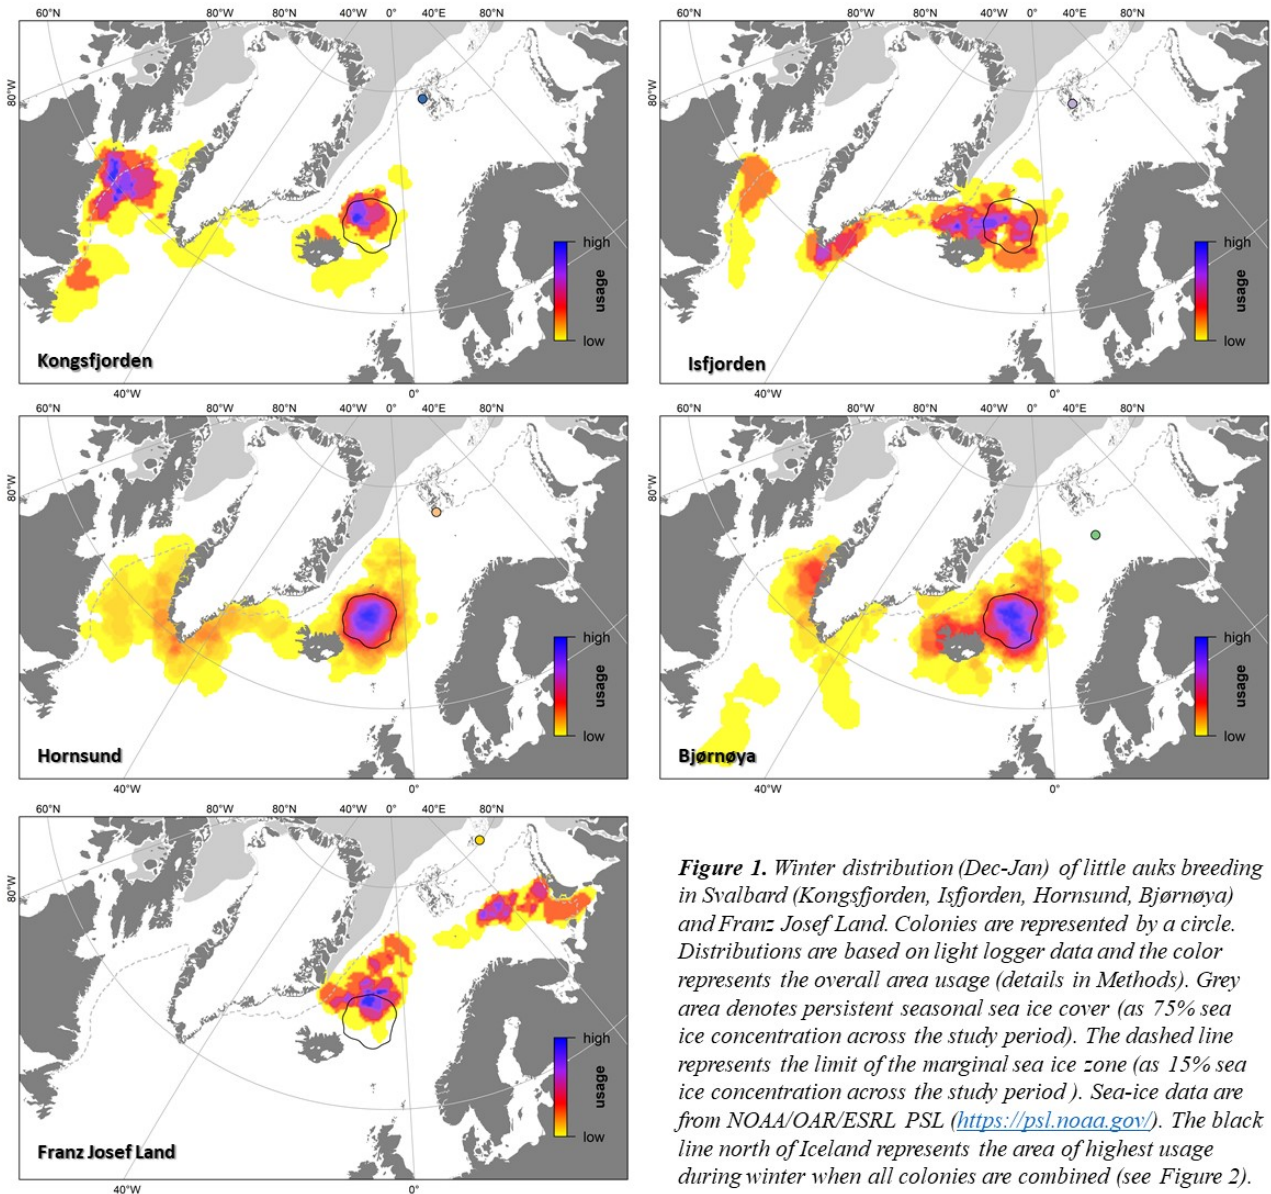 60°N 80°W 80°N 40°W 0° 40°E 80°N
80°W
high
usage
low
Kongsfjorden
40°W 0°
60°N 80°W 80°N 40°W 0° 40°E 80°N
80°W
high
usage
low
Isfjorden
40°W 0°
60°N 80°W 80°N 40°W 0° 40°E 80°N
80°W
high
usage
low
Hornsund
40°W 0°
60°N 80°W 80°N 40°W 0° 40°E 80°N
80°W
high
usage
low
Bjørnøya
40°W 0°
60°N 80°W 80°N 40°W 0° 40°E 80°N
80°W
high
usage
low
Franz Josef Land
40°W 0°
Figure 1. Winter distribution (Dec-Jan) of little auks breeding
in Svalbard (Kongsfjorden, Isfjorden, Hornsund, Bjørnøya)
and Franz Josef Land. Colonies are represented by a circle.
Distributions are based on light logger data and the color
represents the overall area usage (details in Methods). Grey
area denotes persistent seasonal sea ice cover (as 75% sea
ice concentration across the study period). The dashed line
represents the limit of the marginal sea ice zone (as 15% sea
ice concentration across the study period ). Sea-ice data are
from NOAA/OAR/ESRL PSL (https://psl.noaa.gov/). The black
line north of Iceland represents the area of highest usage
during winter when all colonies are combined (see Figure 2).